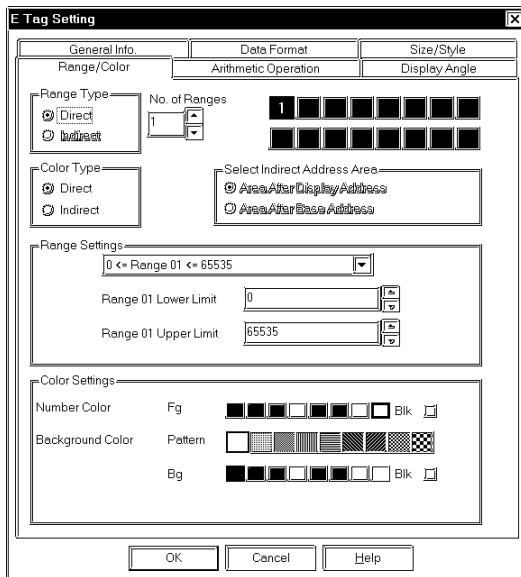 E Tag Setting
General Info. Data Format Size/Style
Range/Color Arithmetic Operation Display Angle
Range Type
Direct
Indirect
No. of Ranges
1
1
Color Type
Direct
Indirect
Select Indirect Address Area
Area After Display Address
Area After Base Address
Range Settings
0 <= Range 01 <= 65535
Range 01 Lower Limit 0
Range 01 Upper Limit 65535
Color Settings
Number Color Fg Blk
Background Color Pattern
Bg Blk
OK Cancel Help